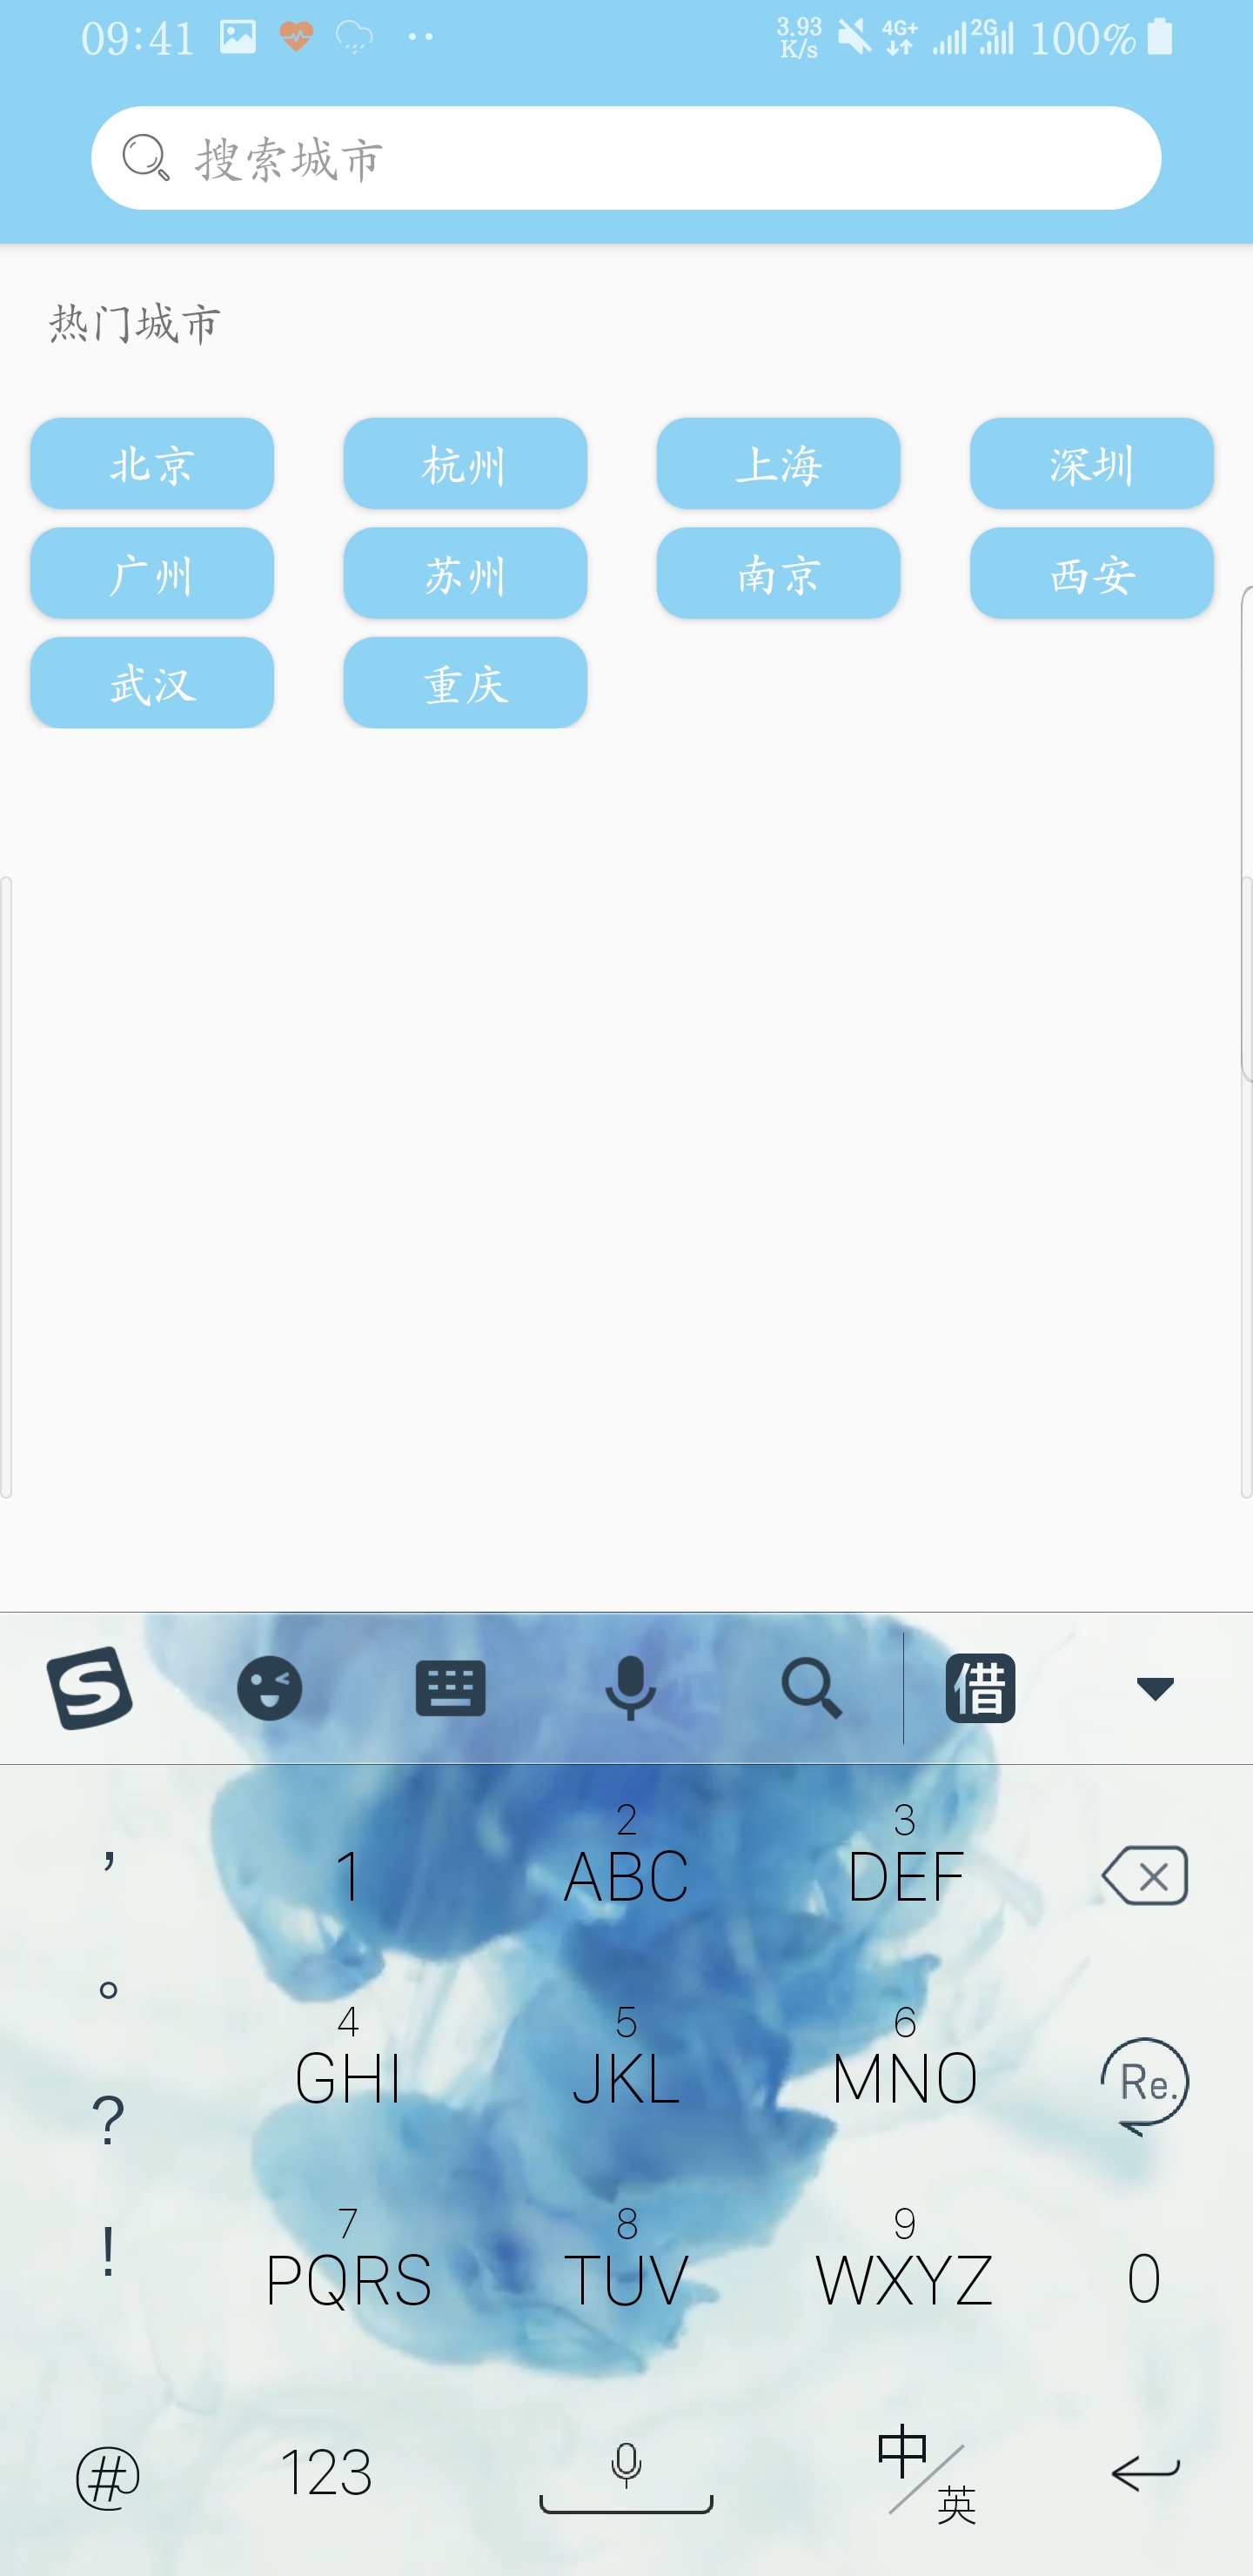 09:41 3.93 K/s 4G+ 2G 100%
搜索城市
热门城市
北京 杭州 上海 深圳
广州 苏州 南京 西安
武汉 重庆
S 借
， 1 2 ABC 3 DEF
。
4 GHI 5 JKL 6 MNO Re.
?
! 7 PQRS 8 TUV 9 WXYZ 0
@# 123 中/英